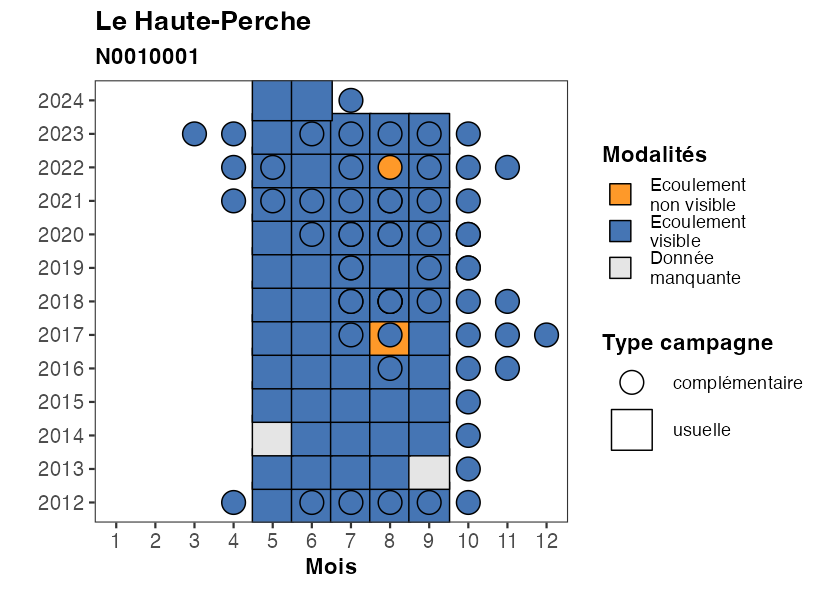 Le Haute-Perche
N0010001
2024
2023
2022
2021
2020
2019
2018
2017
2016
2015
2014
2013
2012
1 2 3 4 5 6 7 8 9 10 11 12
Mois
Modalités
Ecoulement
non visible
Ecoulement
visible
Donnée
manquante
Type campagne
complémentaire
usuelle